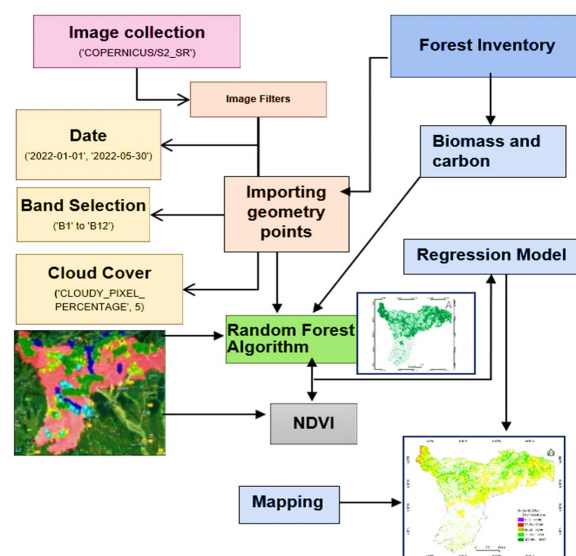 Image collection
('COPERNICUS/S2_SR')
Forest Inventory
Image Filters
Date
('2022-01-01', '2022-05-30')
Biomass and
carbon
Importing
geometry
points
Band Selection
('B1' to 'B12')
Regression Model
Cloud Cover
('CLOUDY_PIXEL_
PERCENTAGE', 5)
A
Random Forest
Algorithm
NDVI
Mapping